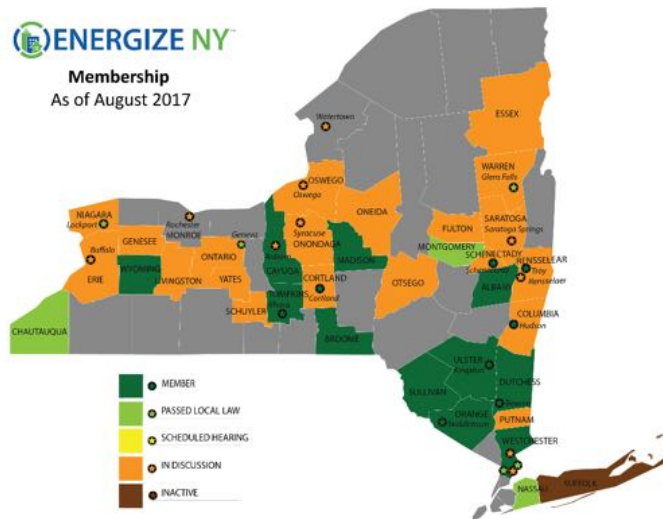 ENERGIZE NY™
Membership
As of August 2017
Watertown
ESSEX
WARREN
Glens Falls
OSWEGO
Oswego
ONEIDA
NIAGARA
Lockport
Rochester
MONROE
Geneva
Syracuse
ONONDAGA
FULTON
SARATOGA
Saratoga Springs
MONTGOMERY
Buffalo
GENESEE
ONTARIO
Auburn
CAYUGA
MADISON
SCHENECTADY
Schenectady
RENSSELEAR
Troy
Rensselaer
ERIE
WYOMING
LIVINGSTON
YATES
CORTLAND
Cortland
OTSEGO
ALBANY
SCHUYLER
TOMPKINS
Ithaca
COLUMBIA
Hudson
CHAUTAUQUA
BROOME
ULSTER
Kingston
DUTCHESS
SULLIVAN
ORANGE
Middletown
Beacon
PUTNAM
WESTCHESTER
NASSAU
SUFFOLK
MEMBER
PASSED LOCAL LAW
SCHEDULED HEARING
IN DISCUSSION
INACTIVE